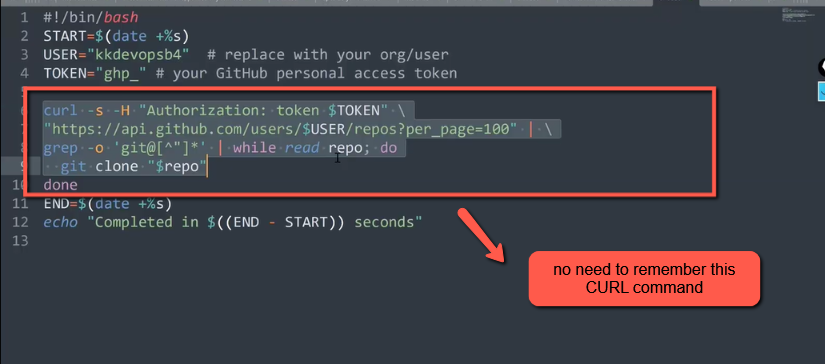 1 #!/bin/bash
2 START=$(date +%s)
3 USER="kkdevopsb4"  # replace with your org/user
4 TOKEN="ghp_" # your GitHub personal access token
5
6 curl -s -H "Authorization: token $TOKEN" \
7 "https://api.github.com/users/$USER/repos?per_page=100" | \
8 grep -o 'git@[^"]*' | while read repo; do
9   git clone "$repo"
10 done
11 END=$(date +%s)
12 echo "Completed in $((END - START)) seconds"
13
no need to remember this
CURL command